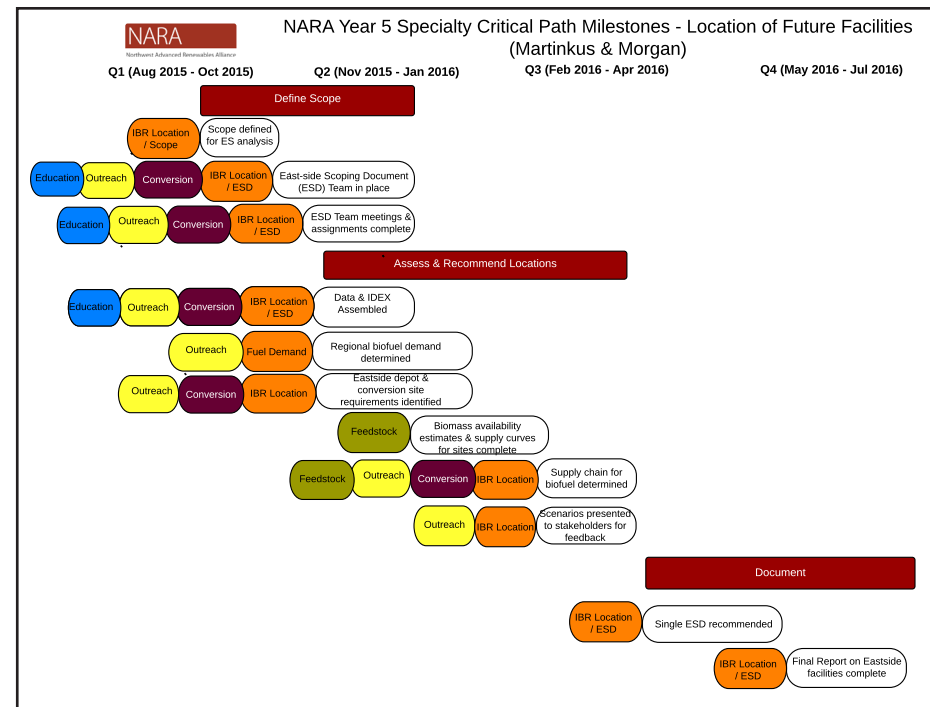 NARA
Northwest Advanced Renewables Alliance
NARA Year 5 Specialty Critical Path Milestones - Location of Future Facilities
(Martinkus & Morgan)
Q1 (Aug 2015 - Oct 2015)
Q2 (Nov 2015 - Jan 2016)
Q3 (Feb 2016 - Apr 2016)
Q4 (May 2016 - Jul 2016)
Define Scope
IBR Location
/ Scope
Scope defined
for ES analysis
Education
Outreach
Conversion
IBR Location
/ ESD
East-side Scoping Document
(ESD) Team in place
Education
Outreach
Conversion
IBR Location
/ ESD
ESD Team meetings &
assignments complete
Assess & Recommend Locations
Education
Outreach
Conversion
IBR Location
/ ESD
Data & IDEX
Assembled
Outreach
Fuel Demand
Regional biofuel demand
determined
Outreach
Conversion
IBR Location
Eastside depot &
conversion site
requirements identified
Feedstock
Biomass availability
estimates & supply curves
for sites complete
Feedstock
Outreach
Conversion
IBR Location
Supply chain for
biofuel determined
Outreach
IBR Location
Scenarios presented
to stakeholders for
feedback
Document
IBR Location
/ ESD
Single ESD recommended
IBR Location
/ ESD
Final Report on Eastside
facilities complete